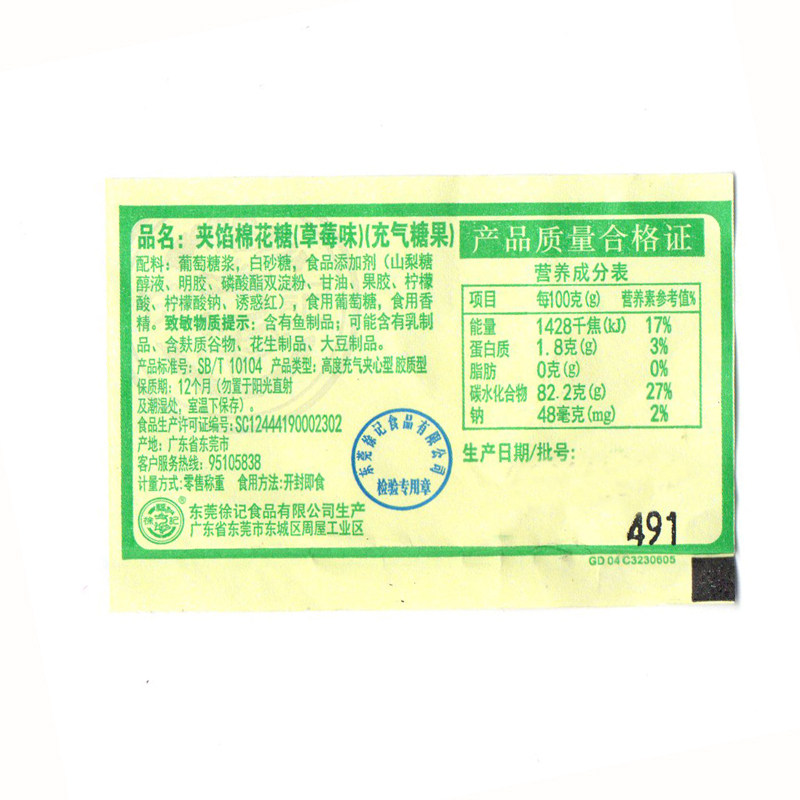 品名：夹馅棉花糖(草莓味)(充气糖果)
配料：葡萄糖浆，白砂糖，食品添加剂（山梨糖
醇液、明胶、磷酸酯双淀粉、甘油、果胶、柠檬
酸、柠檬酸钠、诱惑红），食用葡萄糖，食用香
精。致敏物质提示：含有鱼制品；可能含有乳制
品、含麸质谷物、花生制品、大豆制品。
产品标准号：SB/T 10104 产品类型：高度充气夹心型 胶质型
保质期：12个月（勿置于阳光直射
及潮湿处，室温下保存）。
食品生产许可证编号:SC12444190002302
产地：广东省东莞市
客户服务热线：95105838
计量方式:零售称重 食用方法:开封即食
徐记
®
东莞徐记食品有限公司生产
广东省东莞市东城区周屋工业区
东莞徐记食品有限公司
检验专用章
产品质量合格证
营养成分表
项目 每100克(g) 营养素参考值%
能量 1428千焦(kJ) 17%
蛋白质 1.8克(g) 3%
脂肪 0克(g) 0%
碳水化合物 82.2克(g) 27%
钠 48毫克(mg) 2%
生产日期/批号：
491
GD 04 C3230605